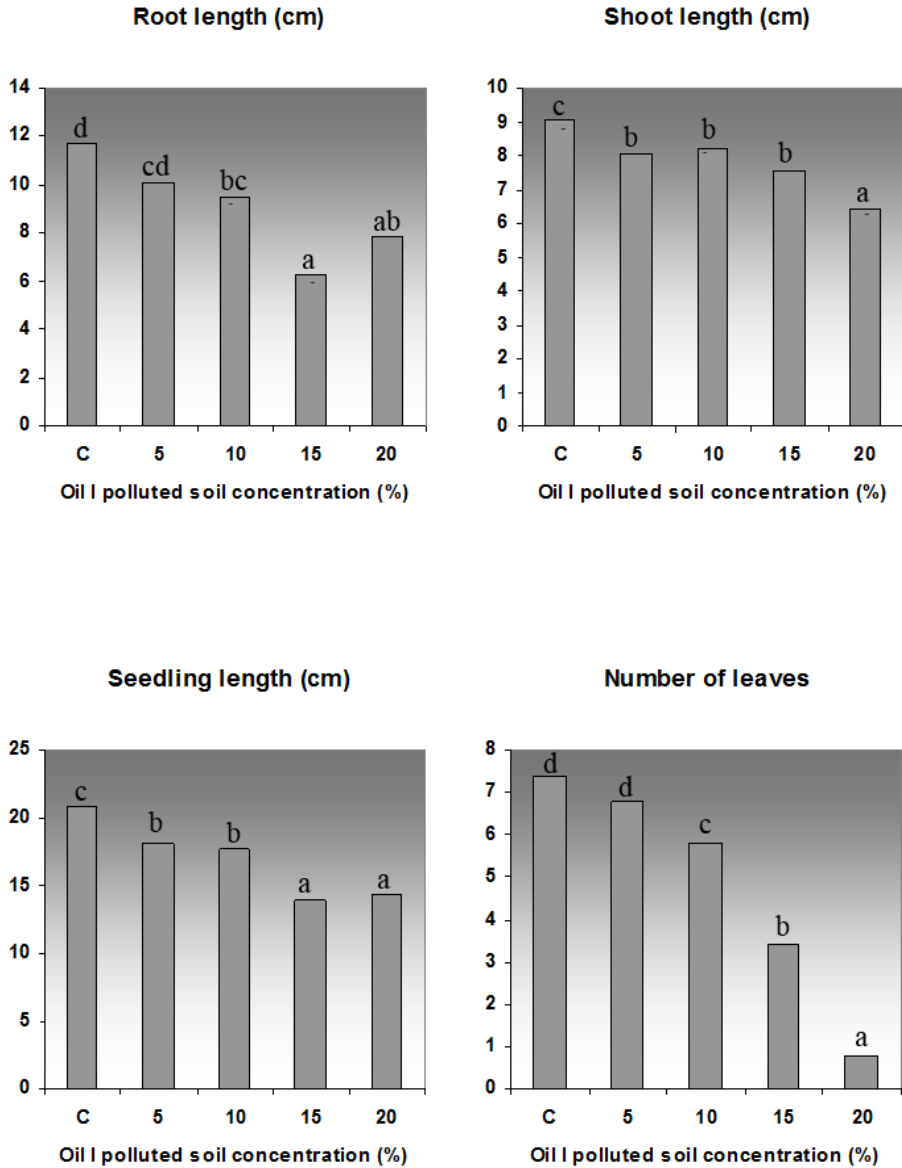 Root length (cm)
14
12
10
8
6
4
2
0
d
cd
bc
a
ab
C 5 10 15 20
Oil I polluted soil concentration (%)
Shoot length (cm)
10
9
8
7
6
5
4
3
2
1
0
c
b
b
b
a
C 5 10 15 20
Oil I polluted soil concentration (%)
Seedling length (cm)
25
20
15
10
5
0
c
b
b
a
a
C 5 10 15 20
Oil I polluted soil concentration (%)
Number of leaves
8
7
6
5
4
3
2
1
0
d
d
c
b
a
C 5 10 15 20
Oil I polluted soil concentration (%)